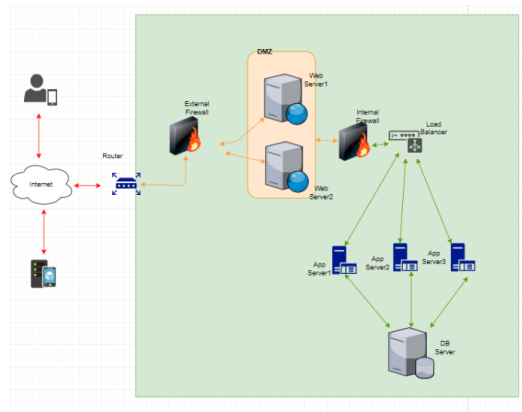 DMZ
External
Firewall
Web
Server1
Internal
Firewall
Load
Balancer
Router
Internet
Web
Server2
App
Server1
App
Server2
App
Server3
DB
Server